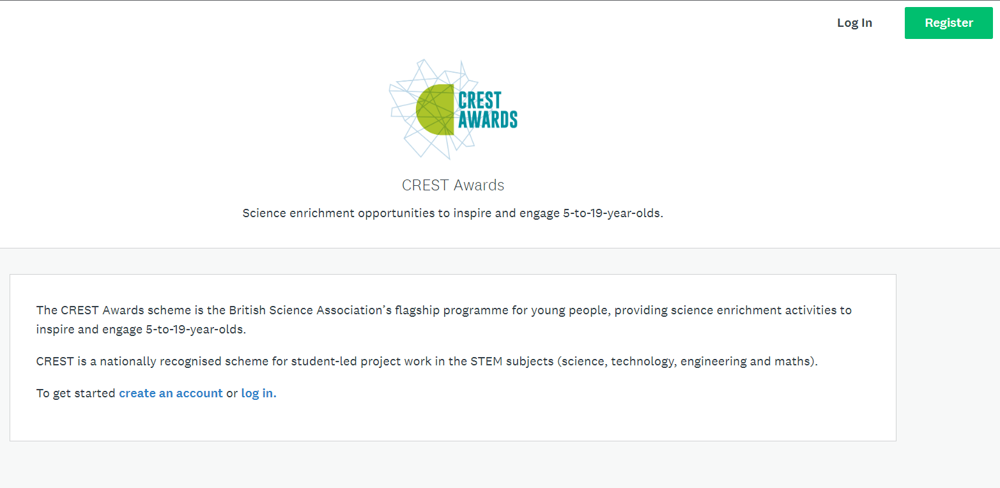 Log In
Register
CREST
AWARDS
CREST Awards
Science enrichment opportunities to inspire and engage 5-to-19-year-olds.
The CREST Awards scheme is the British Science Association’s flagship programme for young people, providing science enrichment activities to
inspire and engage 5-to-19-year-olds.
CREST is a nationally recognised scheme for student-led project work in the STEM subjects (science, technology, engineering and maths).
To get started create an account or log in.